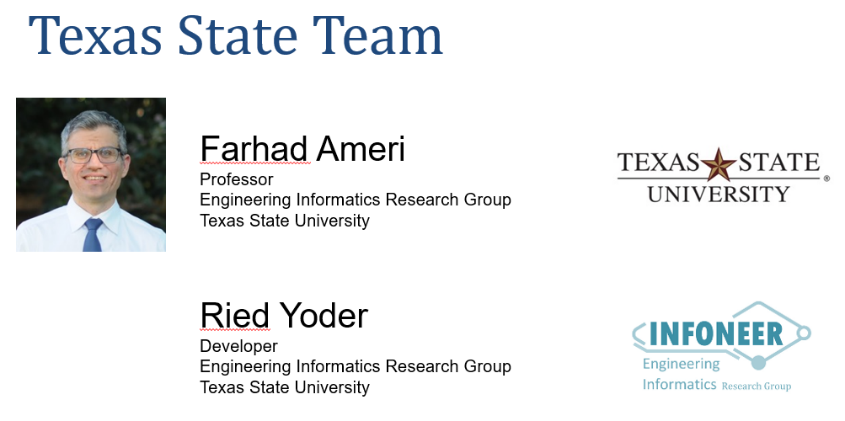 Texas State Team
Farhad Ameri
Professor
Engineering Informatics Research Group
Texas State University
TEXAS STATE
UNIVERSITY ®
Ried Yoder
Developer
Engineering Informatics Research Group
Texas State University
INFONEER
Engineering
Informatics Research Group